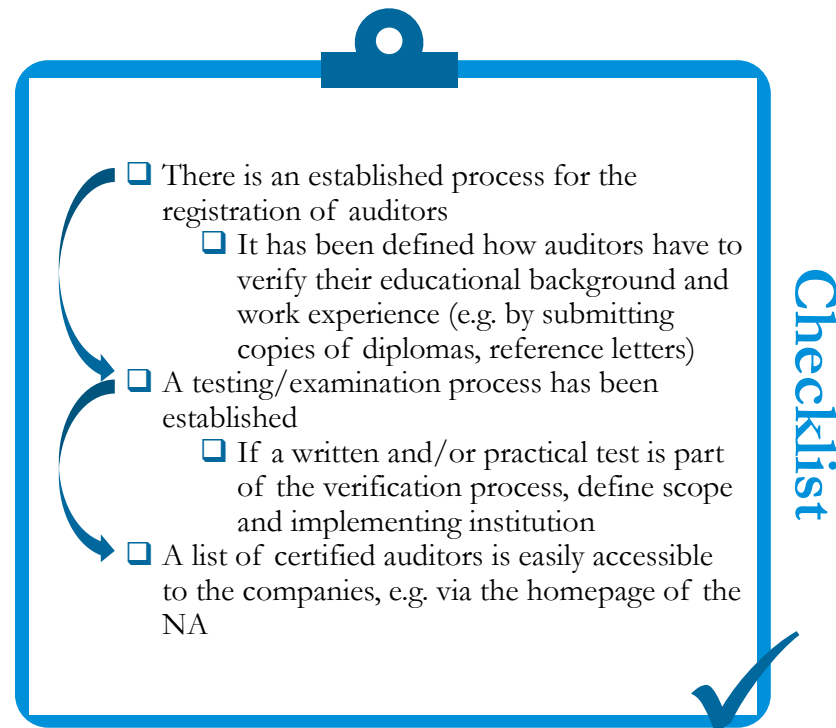 There is an established process for the
registration of auditors
It has been defined how auditors have to
verify their educational background and
work experience (e.g. by submitting
copies of diplomas, reference letters)
A testing/examination process has been
established
If a written and/or practical test is part
of the verification process, define scope
and implementing institution
A list of certified auditors is easily accessible
to the companies, e.g. via the homepage of the
NA
Checklist